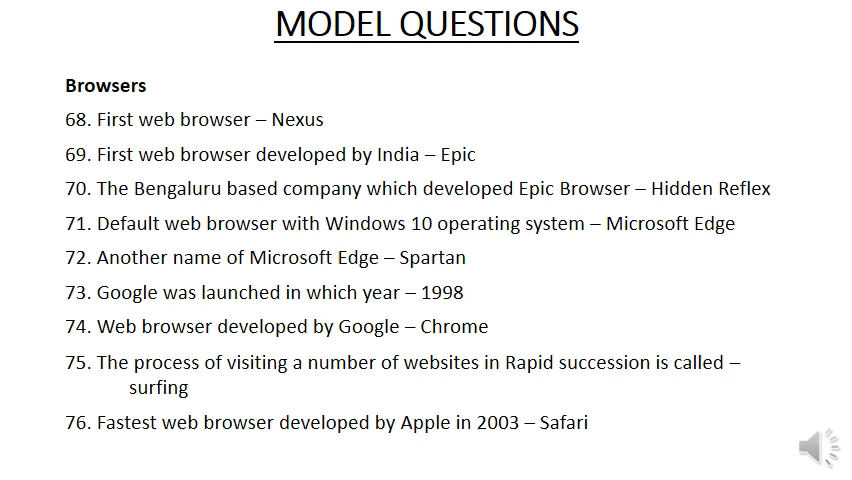 MODEL QUESTIONS
Browsers
68. First web browser – Nexus
69. First web browser developed by India – Epic
70. The Bengaluru based company which developed Epic Browser – Hidden Reflex
71. Default web browser with Windows 10 operating system – Microsoft Edge
72. Another name of Microsoft Edge – Spartan
73. Google was launched in which year – 1998
74. Web browser developed by Google – Chrome
75. The process of visiting a number of websites in Rapid succession is called –
surfing
76. Fastest web browser developed by Apple in 2003 – Safari